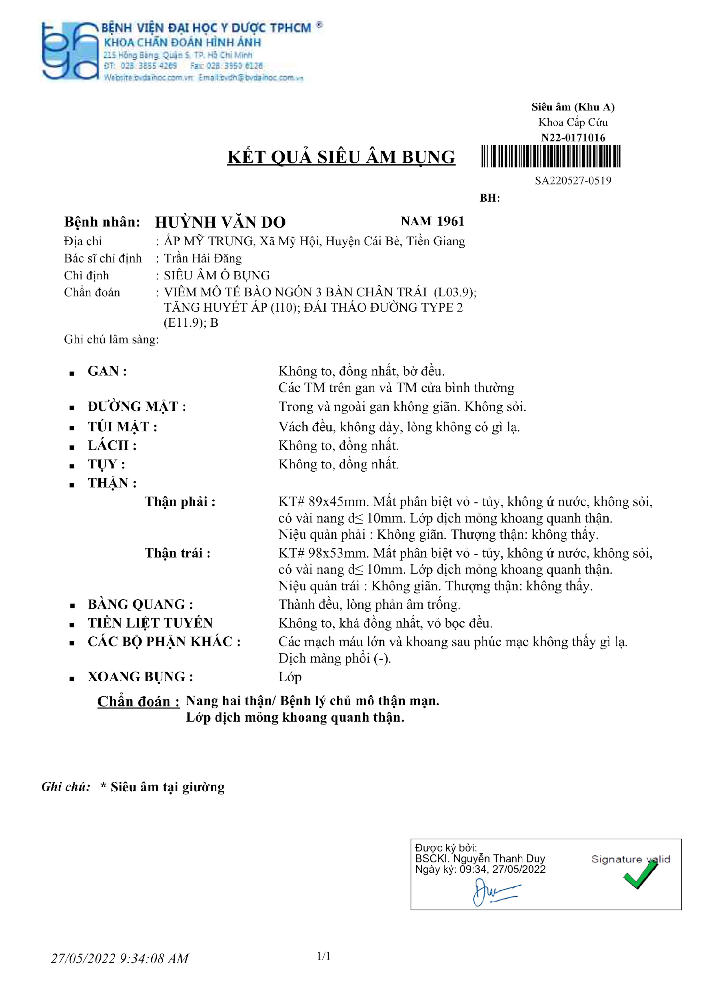 BỆNH VIỆN ĐẠI HỌC Y DƯỢC TPHCM ®
KHOA CHẨN ĐOÁN HÌNH ẢNH
215 Hồng Bàng, Quận 5, TP. Hồ Chí Minh
ĐT: 028. 3855 4269 Fax: 028. 3950 6126
Website:bvdaihoc.com.vn Email:bvdh@bvdaihoc.com.vn
Siêu âm (Khu A)
Khoa Cấp Cứu
N22-0171016
KẾT QUẢ SIÊU ÂM BỤNG
SA220527-0519
BH:
Bệnh nhân: HUỲNH VĂN DO NAM 1961
Địa chỉ : ẤP MỸ TRUNG, Xã Mỹ Hội, Huyện Cái Bè, Tiền Giang
Bác sĩ chỉ định : Trần Hải Đăng
Chỉ định : SIÊU ÂM Ổ BỤNG
Chẩn đoán : VIÊM MÔ TẾ BÀO NGÓN 3 BÀN CHÂN TRÁI (L03.9);
TĂNG HUYẾT ÁP (I10); ĐÁI THÁO ĐƯỜNG TYPE 2
(E11.9); B
Ghi chú lâm sàng:
▪ GAN : Không to, đồng nhất, bờ đều.
Các TM trên gan và TM cửa bình thường
▪ ĐƯỜNG MẬT : Trong và ngoài gan không giãn. Không sỏi.
▪ TÚI MẬT : Vách đều, không dày, lòng không có gì lạ.
▪ LÁCH : Không to, đồng nhất.
▪ TỤY : Không to, đồng nhất.
▪ THẬN :
Thận phải : KT# 89x45mm. Mất phân biệt vỏ - tủy, không ứ nước, không sỏi,
có vài nang d≤ 10mm. Lớp dịch mỏng khoang quanh thận.
Niệu quản phải : Không giãn. Thượng thận: không thấy.
Thận trái : KT# 98x53mm. Mất phân biệt vỏ - tủy, không ứ nước, không sỏi,
có vài nang d≤ 10mm. Lớp dịch mỏng khoang quanh thận.
Niệu quản trái : Không giãn. Thượng thận: không thấy.
▪ BÀNG QUANG : Thành đều, lòng phản âm trống.
▪ TIỀN LIỆT TUYẾN Không to, khá đồng nhất, vỏ bọc đều.
▪ CÁC BỘ PHẬN KHÁC : Các mạch máu lớn và khoang sau phúc mạc không thấy gì lạ.
Dịch màng phổi (-).
▪ XOANG BỤNG : Lớp
Chẩn đoán : Nang hai thận/ Bệnh lý chủ mô thận mạn.
Lớp dịch mỏng khoang quanh thận.
Ghi chú: * Siêu âm tại giường
Được ký bởi:
BSCKI. Nguyễn Thanh Duy
Ngày ký: 09:34, 27/05/2022
Signature valid
27/05/2022 9:34:08 AM 1/1